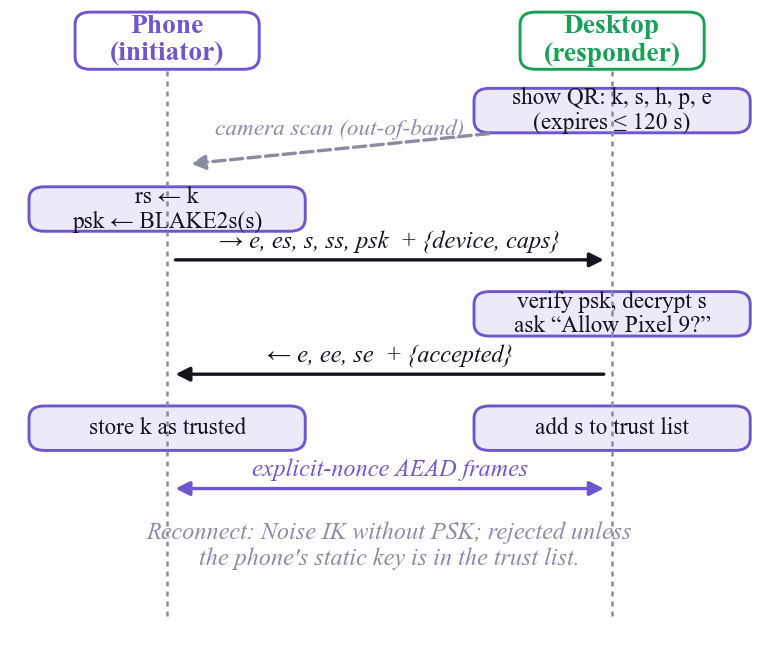 Phone
(initiator)
Desktop
(responder)
show QR: k, s, h, p, e
(expires ≤ 120 s)
camera scan (out-of-band)
rs ← k
psk ← BLAKE2s(s)
→ e, es, s, ss, psk + {device, caps}
verify psk, decrypt s
ask “Allow Pixel 9?”
← e, ee, se + {accepted}
store k as trusted
add s to trust list
explicit-nonce AEAD frames
Reconnect: Noise IK without PSK; rejected unless
the phone's static key is in the trust list.